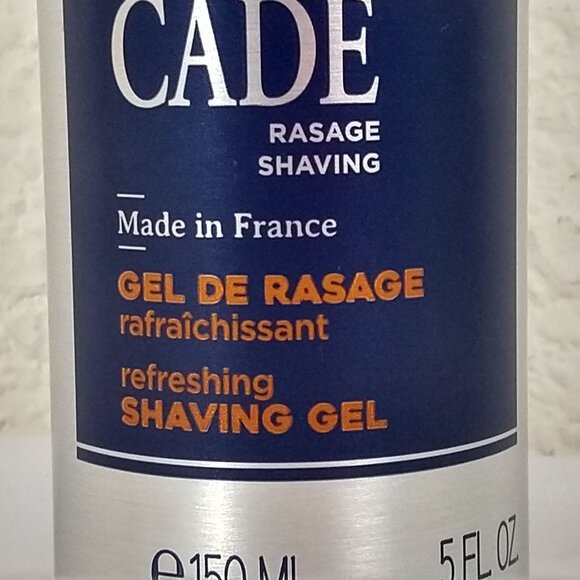 CADE
RASAGE
SHAVING
Made in France
GEL DE RASAGE
rafraîchissant
refreshing
SHAVING GEL
℮150 ML 5 FL OZ